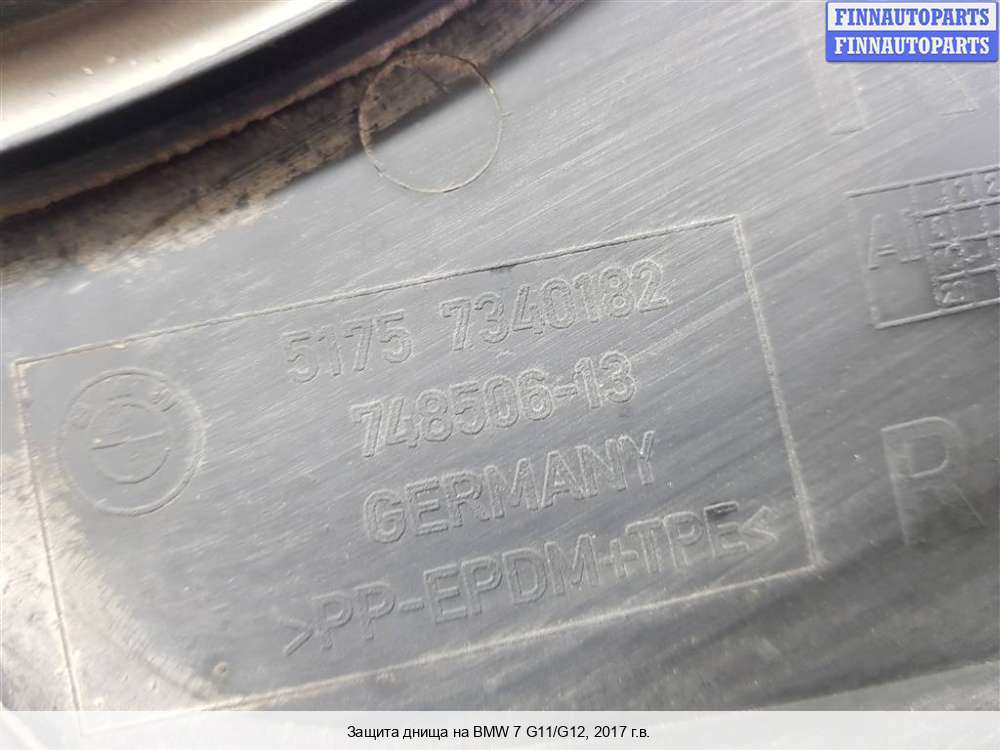 FINNAUTOPARTS
FINNAUTOPARTS
5175 7340182
748506-13
GERMANY
>PP-EPDM+TPE<
R
Защита днища на BMW 7 G11/G12, 2017 г.в.